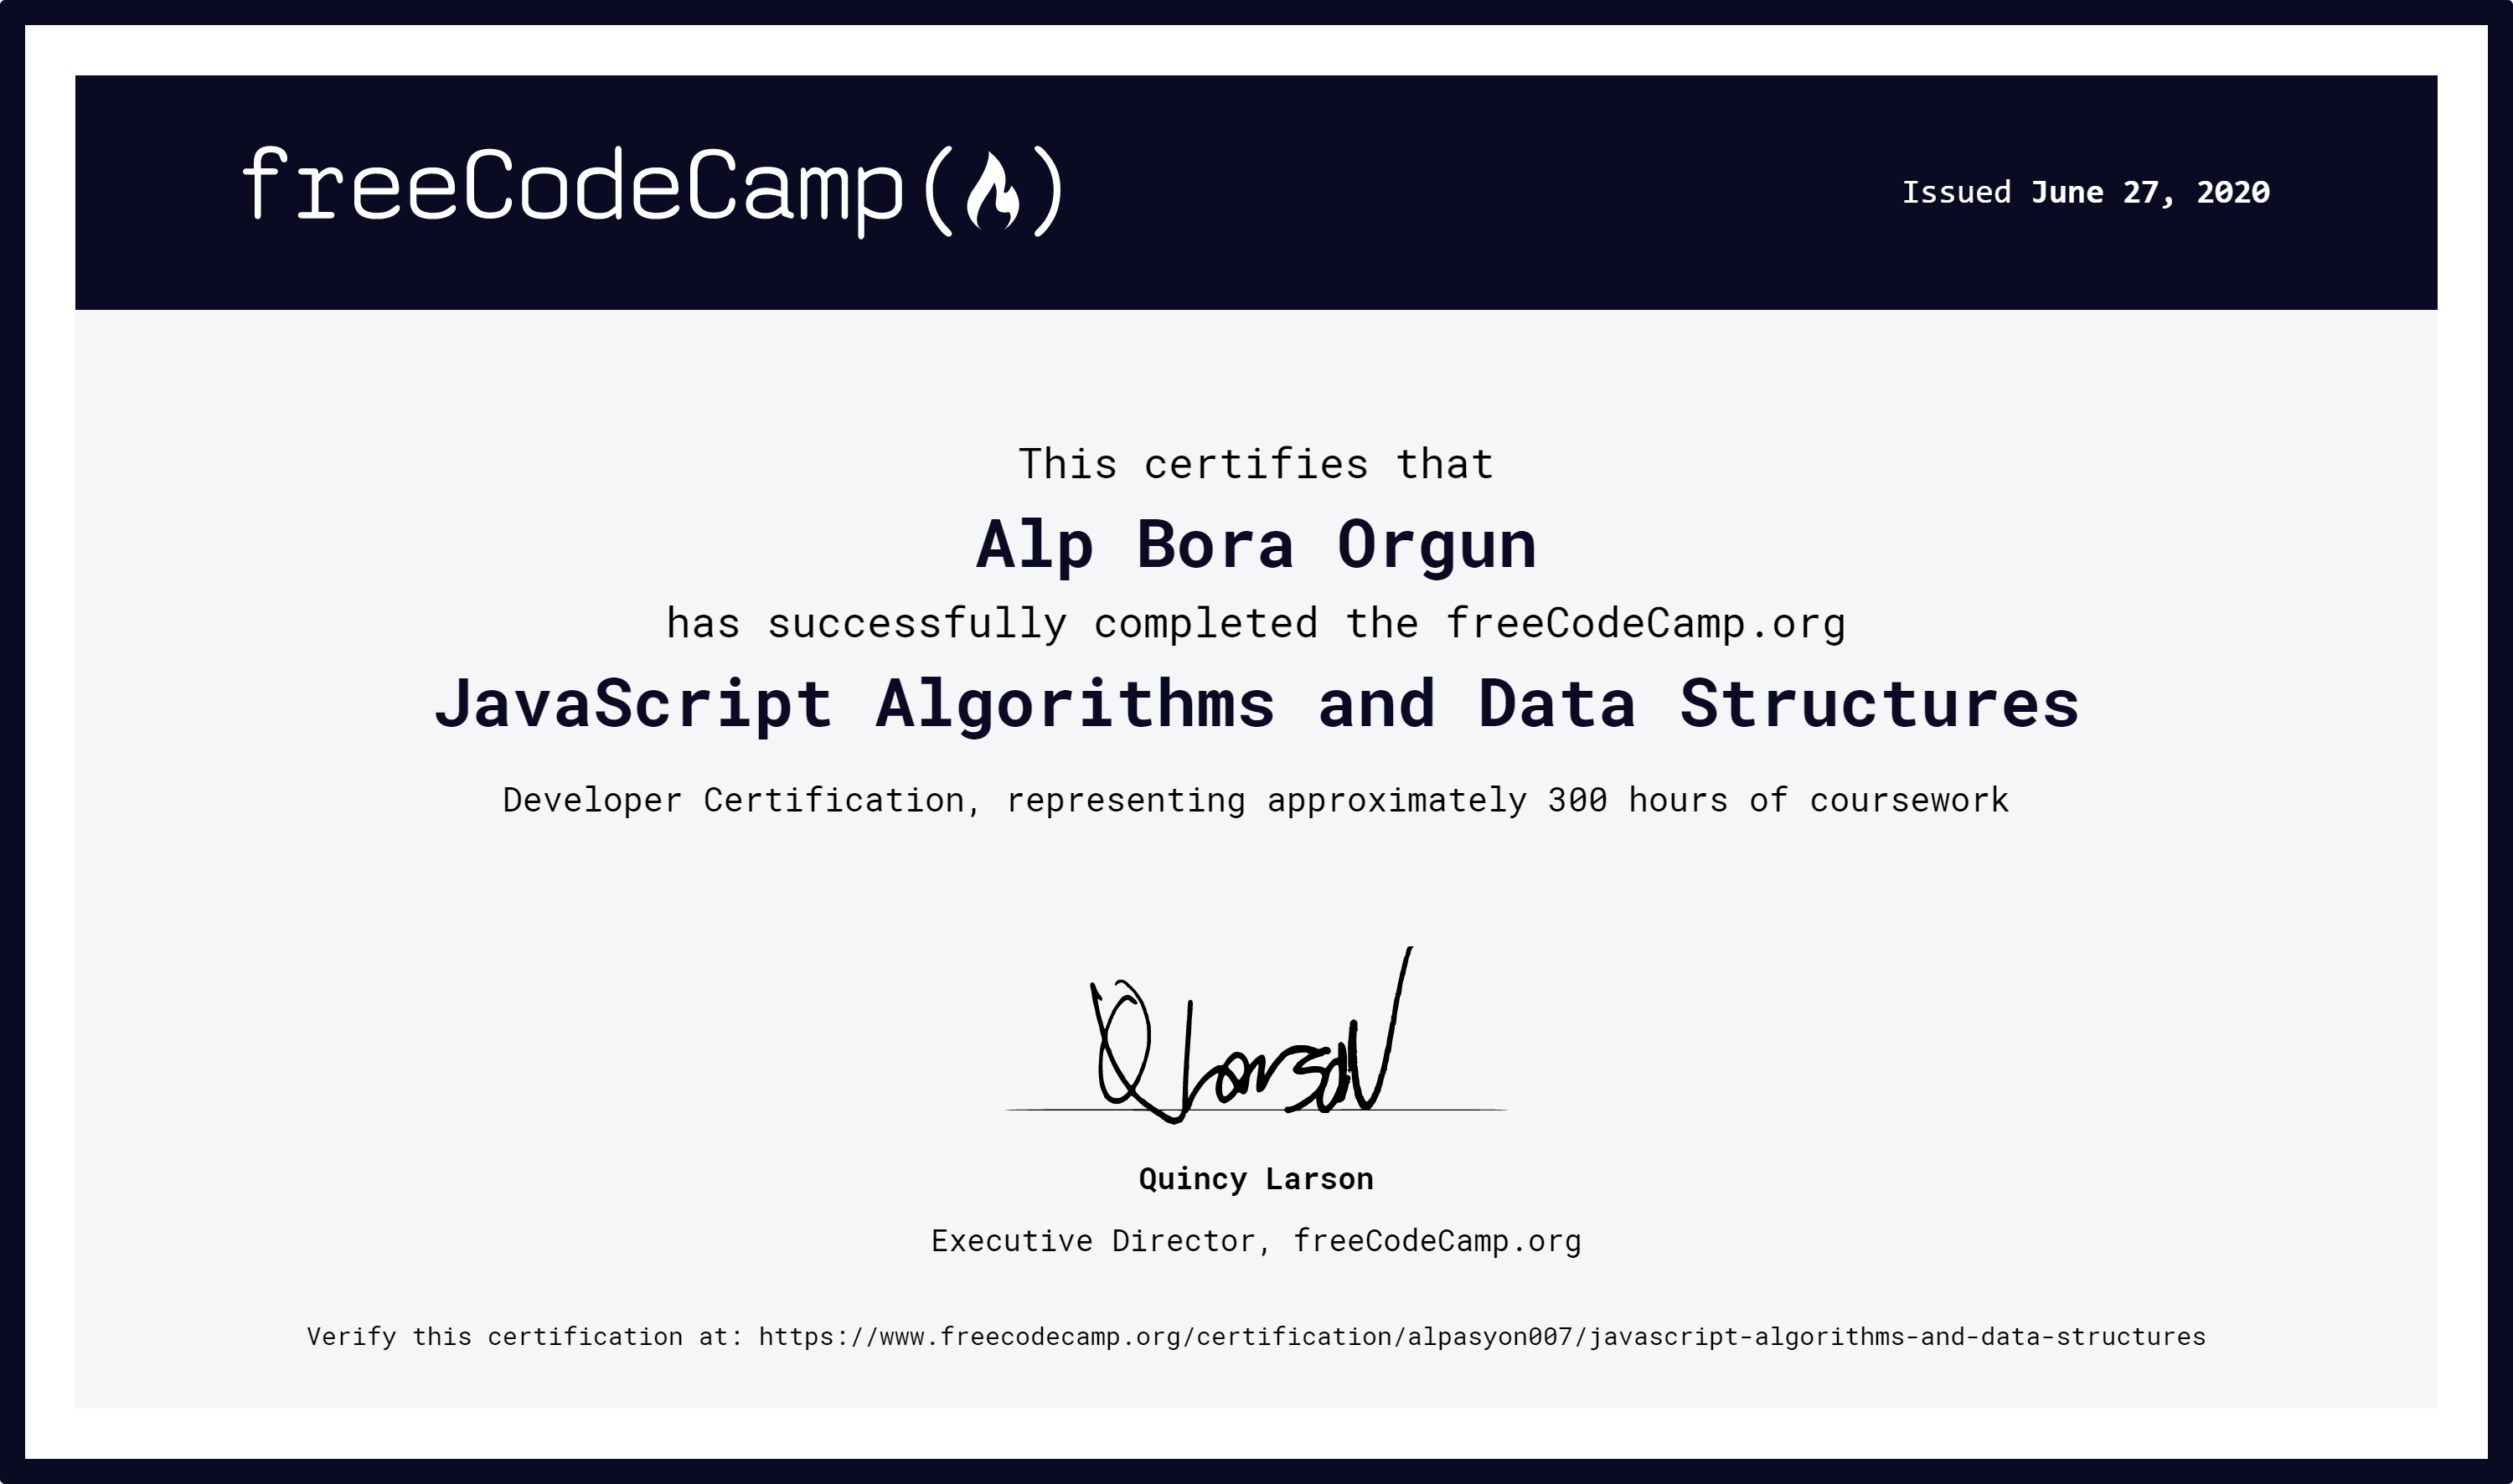 freeCodeCamp(🔥)
Issued June 27, 2020
This certifies that
Alp Bora Orgun
has successfully completed the freeCodeCamp.org
JavaScript Algorithms and Data Structures
Developer Certification, representing approximately 300 hours of coursework
QLarson
Quincy Larson
Executive Director, freeCodeCamp.org
Verify this certification at: https://www.freecodecamp.org/certification/alpasyon007/javascript-algorithms-and-data-structures